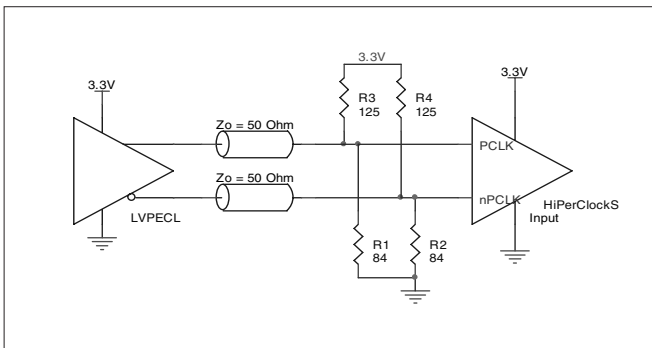 3.3V
3.3V
3.3V
R3
125
R4
125
Zo = 50 Ohm
PCLK
Zo = 50 Ohm
nPCLK
HiPerClockS
Input
LVPECL
R1
84
R2
84